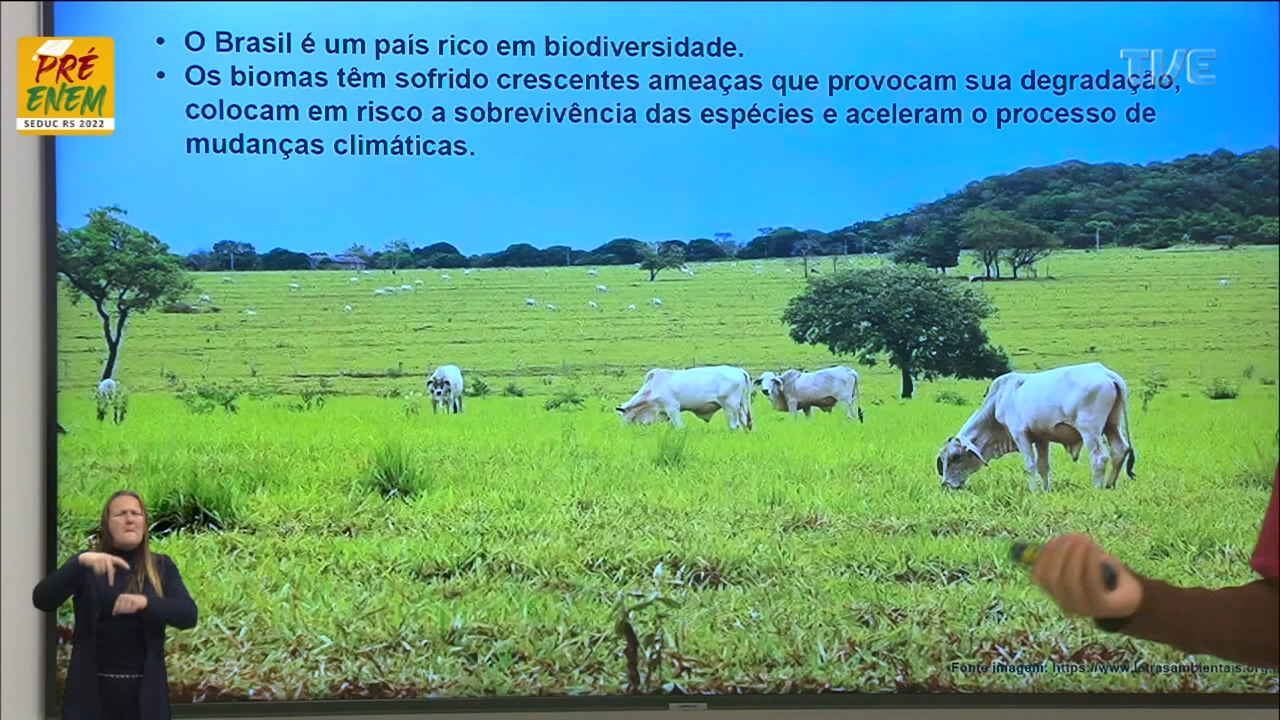 PRÉ
ENEM
SEDUC RS 2022
• O Brasil é um país rico em biodiversidade.
TVE
• Os biomas têm sofrido crescentes ameaças que provocam sua degradação,
colocam em risco a sobrevivência das espécies e aceleram o processo de
mudanças climáticas.
Fonte imagem: https://www.letrasambientais.org.